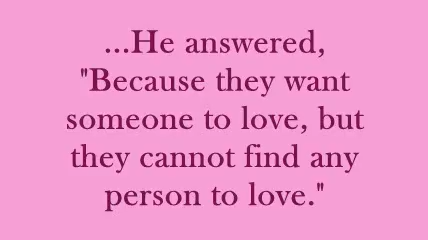 ...He answered,
"Because they want
someone to love, but
they cannot find any
person to love."